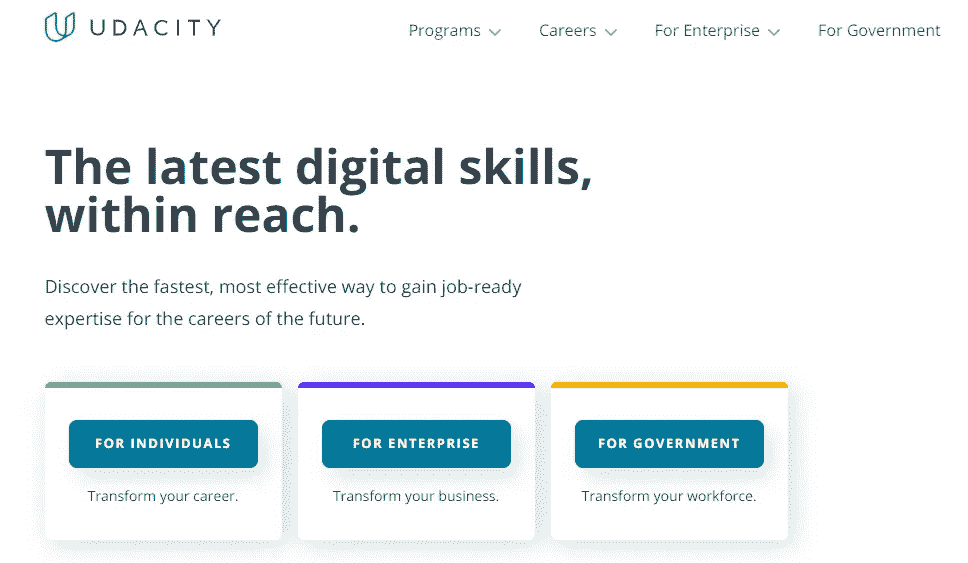 UDACITY
Programs Careers For Enterprise For Government
The latest digital skills,
within reach.
Discover the fastest, most effective way to gain job-ready
expertise for the careers of the future.
FOR INDIVIDUALS FOR ENTERPRISE FOR GOVERNMENT
Transform your career. Transform your business. Transform your workforce.